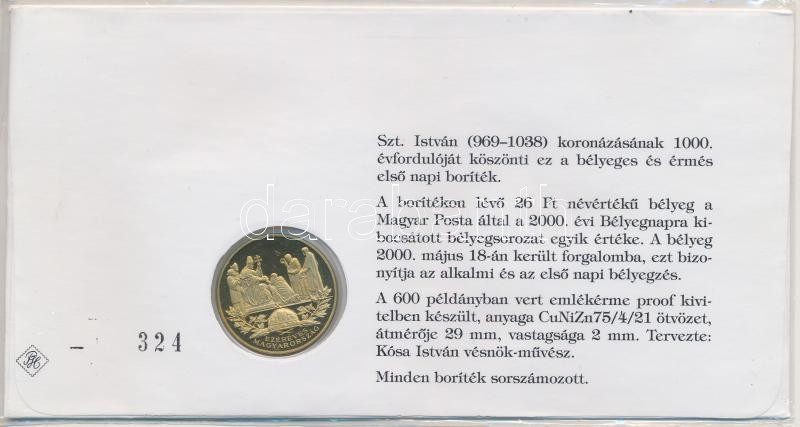 Szt. István (969–1038) koronázásának 1000.
évfordulóját köszönti ez a bélyeges és érmés
első napi boríték.
A borítékou lévő 26 Ft névértékű bélyeg a
Magyar Posta által a 2000. évi Bélyegnapra ki-
bocsátott bélyegsorozat egyik értéke. A bélyeg
2000. május 18-án került forgalomba, ezt bizo-
nyítja az alkalmi és az első napi bélyegzés.
A 600 példányban vert emlékérme proof kivi-
telben készült, anyaga CuNiZn75/4/21 ötvözet,
átmérője 29 mm, vastagsága 2 mm. Tervezte:
Kósa István vésnök-művész.
Minden boríték sorszámozott.
– 324
EZERÉVES
MAGYARORSZÁG
darabanth